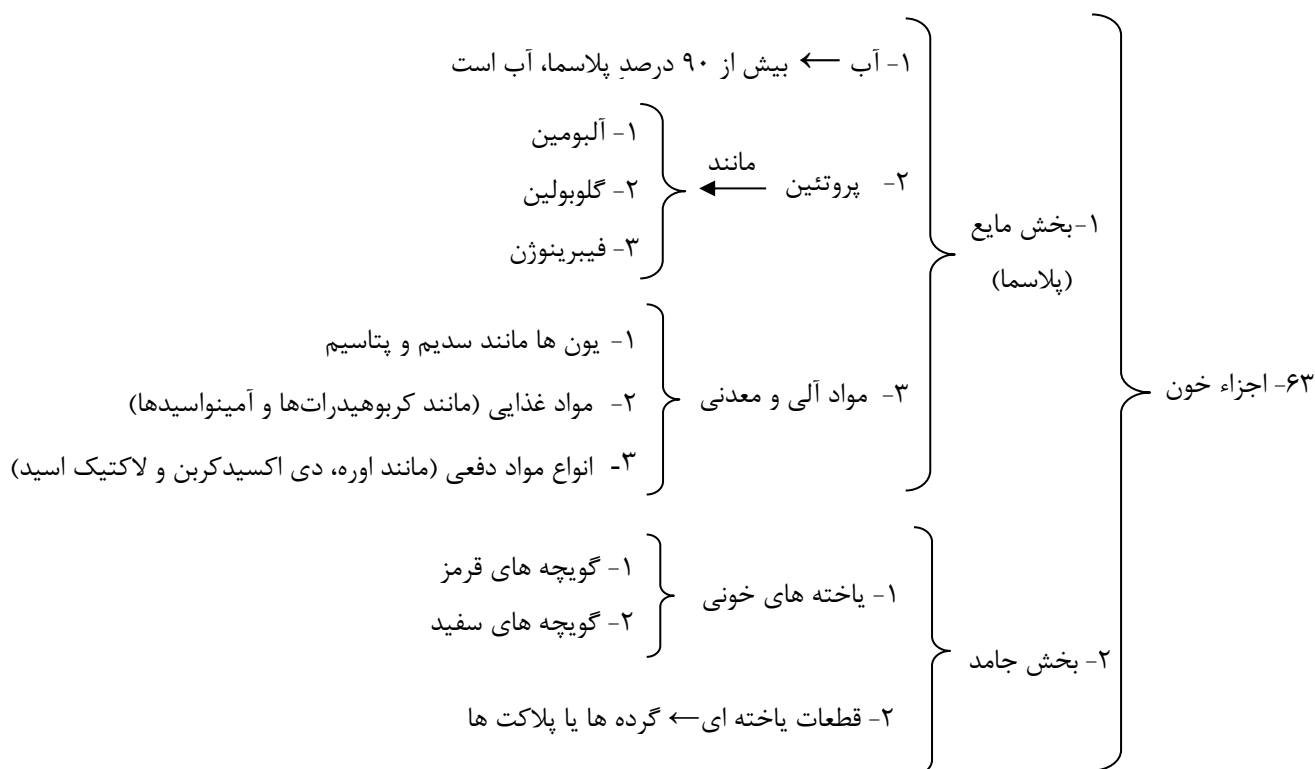 ۶۳- اجزاء خون
۱-بخش مایع
(پلاسما)
۱- آب ← بیش از ۹۰ درصدِ پلاسما، آب است
۲- پروتئین
مانند
۱- آلبومین
۲- گلوبولین
۳- فیبرینوژن
۳- مواد آلی و معدنی
۱- یون ها مانند سدیم و پتاسیم
۲- مواد غذایی (مانند کربوهیدرات‌ها و آمینواسیدها)
۳- انواع مواد دفعی (مانند اوره، دی اکسیدکربن و لاکتیک اسید)
۲- بخش جامد
۱- یاخته های خونی
۱- گویچه های قرمز
۲- گویچه های سفید
۲- قطعات یاخته ای← گرده ها یا پلاکت ها